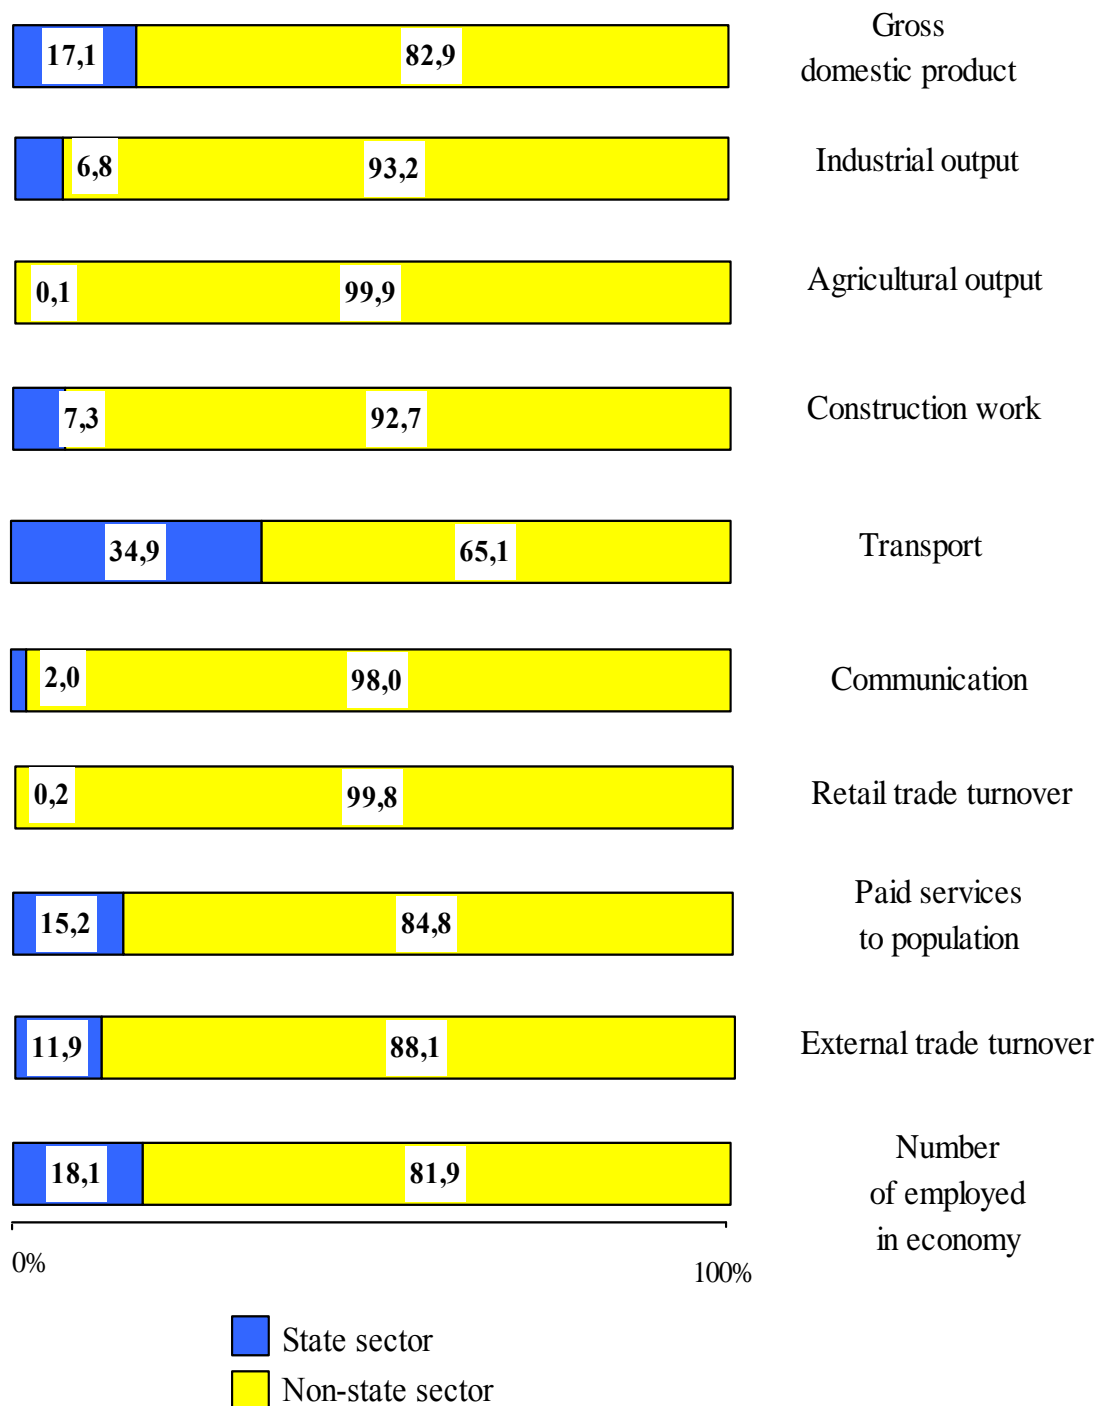 Gross
domestic product
17,1 82,9
Industrial output
6,8 93,2
Agricultural output
0,1 99,9
Construction work
7,3 92,7
Transport
34,9 65,1
Communication
2,0 98,0
Retail trade turnover
0,2 99,8
Paid services
to population
15,2 84,8
External trade turnover
11,9 88,1
Number
of employed
in economy
18,1 81,9
0% 100%
State sector
Non-state sector